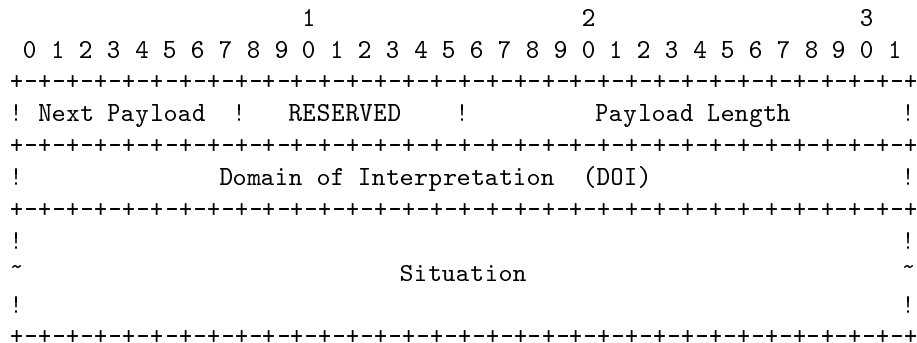 1                   2                   3
 0 1 2 3 4 5 6 7 8 9 0 1 2 3 4 5 6 7 8 9 0 1 2 3 4 5 6 7 8 9 0 1
+-+-+-+-+-+-+-+-+-+-+-+-+-+-+-+-+-+-+-+-+-+-+-+-+-+-+-+-+-+-+-+-+
! Next Payload  !   RESERVED    !         Payload Length        !
+-+-+-+-+-+-+-+-+-+-+-+-+-+-+-+-+-+-+-+-+-+-+-+-+-+-+-+-+-+-+-+-+
!              Domain of Interpretation  (DOI)                  !
+-+-+-+-+-+-+-+-+-+-+-+-+-+-+-+-+-+-+-+-+-+-+-+-+-+-+-+-+-+-+-+-+
!                                                               !
~                           Situation                           ~
!                                                               !
+-+-+-+-+-+-+-+-+-+-+-+-+-+-+-+-+-+-+-+-+-+-+-+-+-+-+-+-+-+-+-+-+